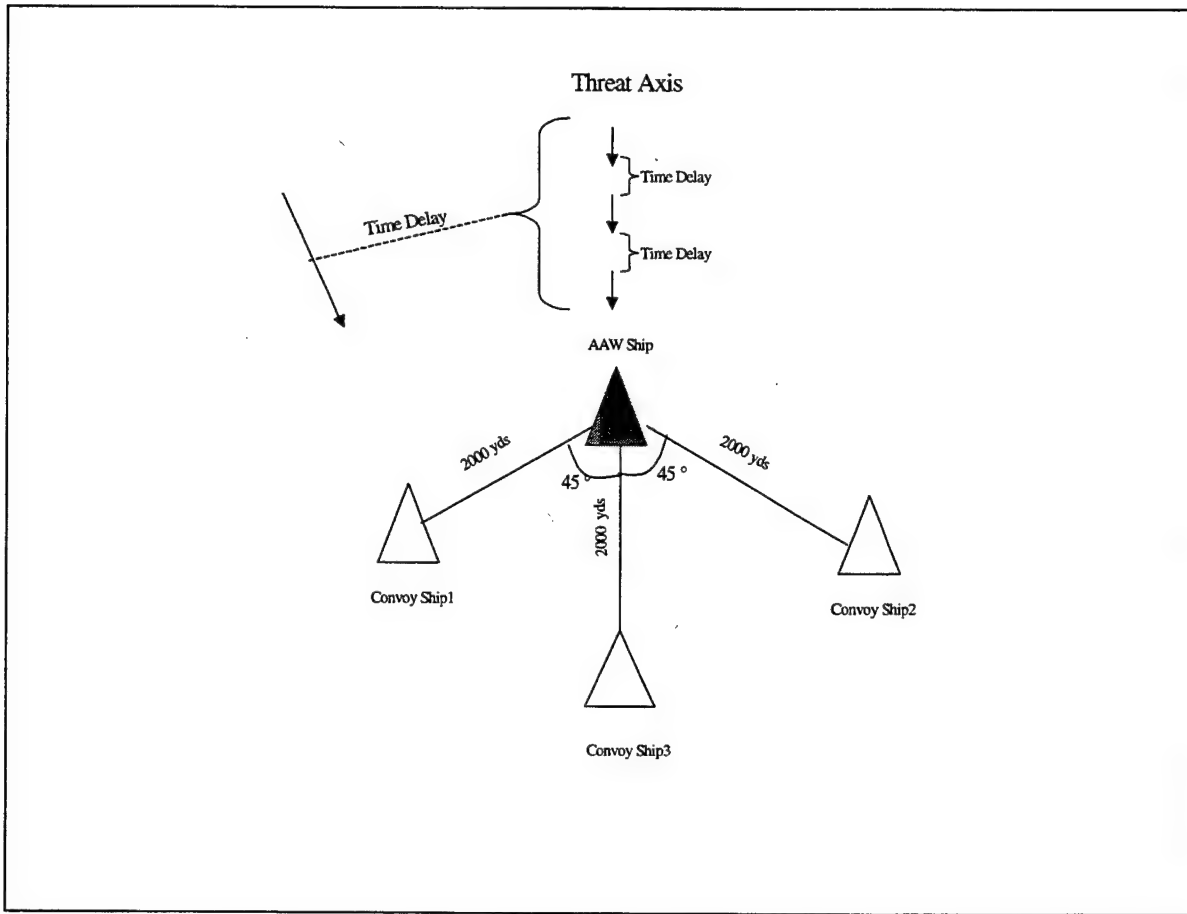 Threat Axis
Time Delay
Time Delay
Time Delay
AAW Ship
2000 yds
2000 yds
45 °
45 °
2000 yds
Convoy Ship1
Convoy Ship2
Convoy Ship3